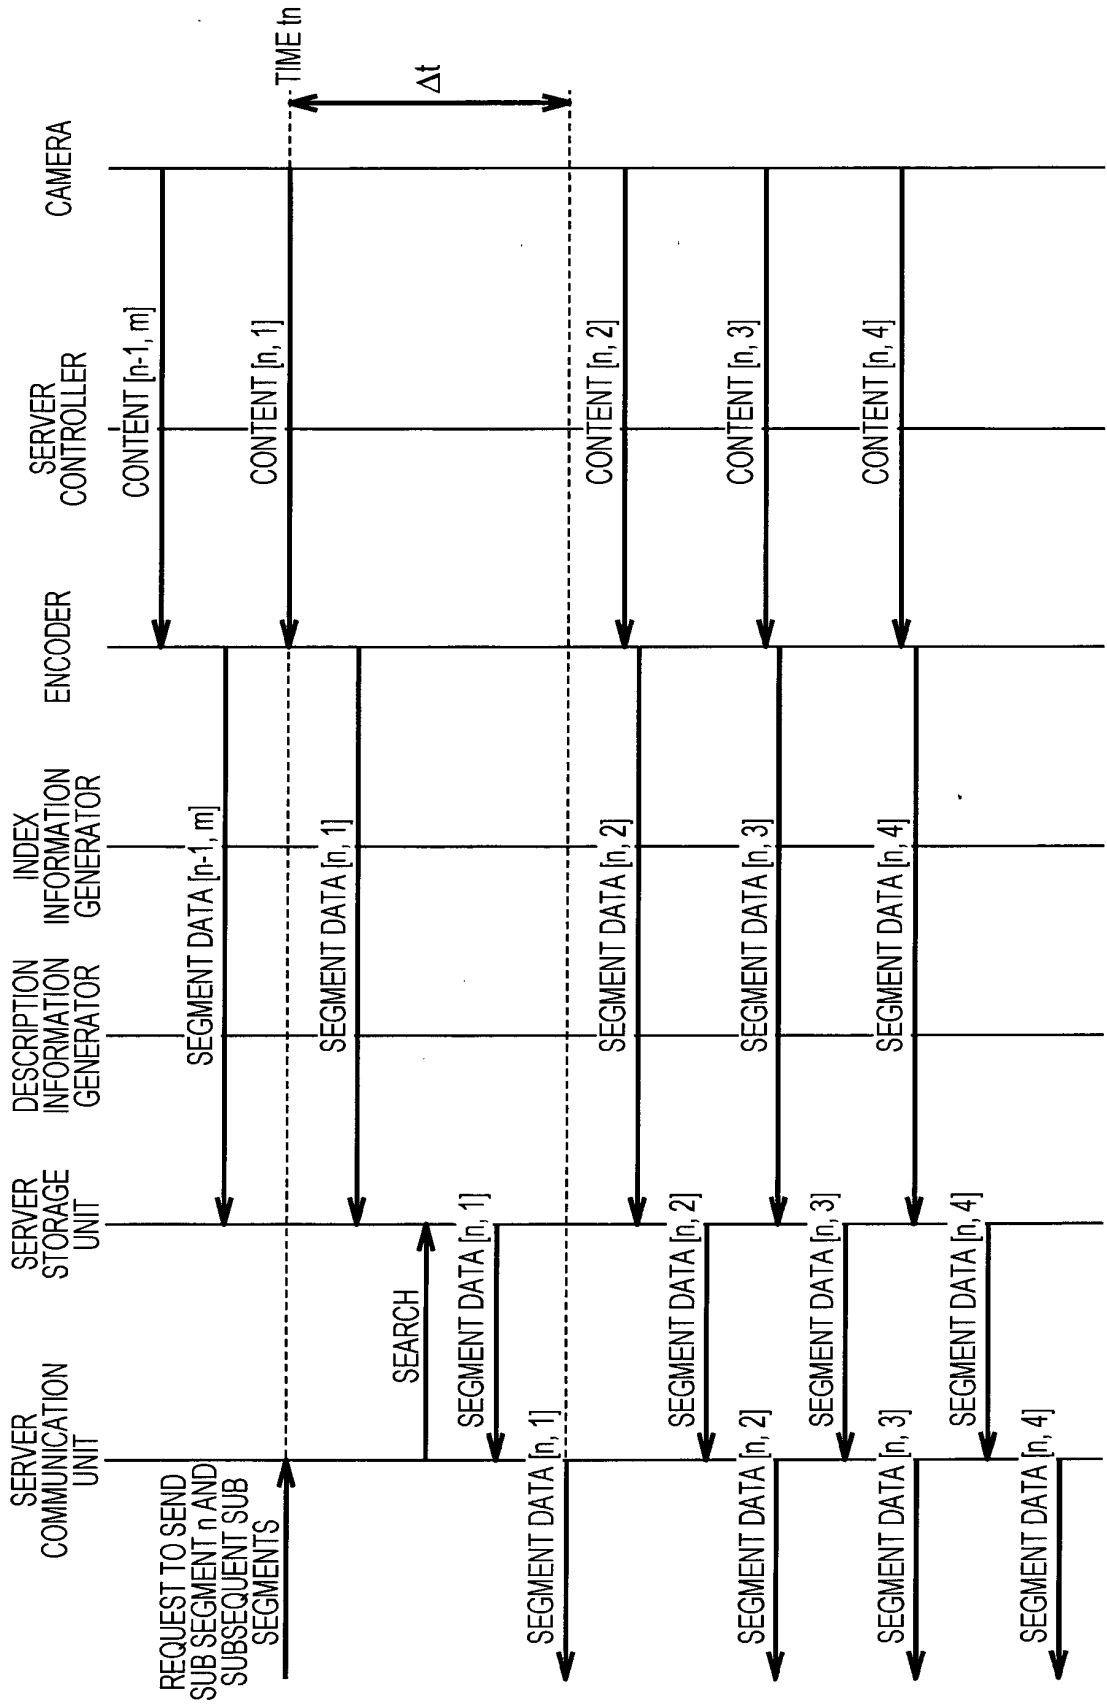 SERVER
COMMUNICATION
UNIT
SERVER
STORAGE
UNIT
DESCRIPTION
INFORMATION
GENERATOR
INDEX
INFORMATION
GENERATOR
ENCODER
SERVER
CONTROLLER
CAMERA
CONTENT [n-1, m]
SEGMENT DATA [n-1, m]
TIME tn
REQUEST TO SEND
SUB SEGMENT n AND
SUBSEQUENT SUB
SEGMENTS
CONTENT [n, 1]
SEGMENT DATA [n, 1]
SEARCH
Δt
SEGMENT DATA [n, 1]
SEGMENT DATA [n, 1]
CONTENT [n, 2]
SEGMENT DATA [n, 2]
SEGMENT DATA [n, 2]
SEGMENT DATA [n, 2]
CONTENT [n, 3]
SEGMENT DATA [n, 3]
SEGMENT DATA [n, 3]
SEGMENT DATA [n, 3]
CONTENT [n, 4]
SEGMENT DATA [n, 4]
SEGMENT DATA [n, 4]
SEGMENT DATA [n, 4]